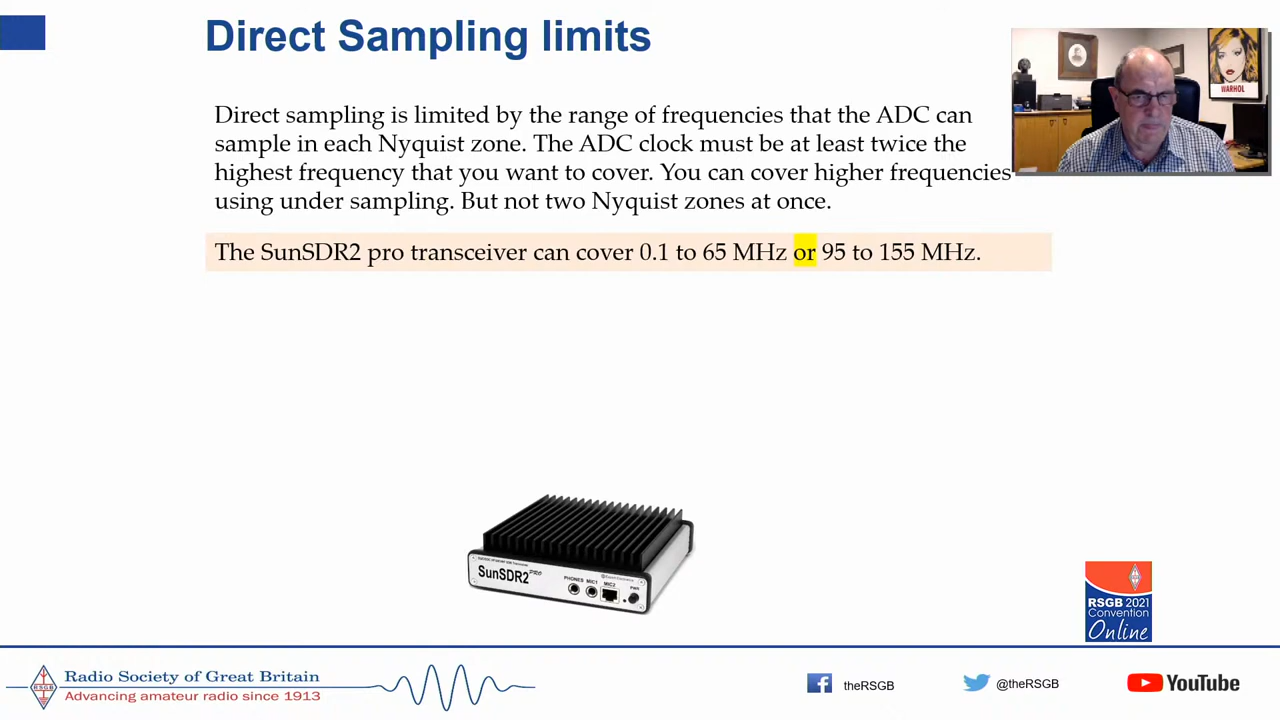 Direct Sampling limits
WARHOL
Direct sampling is limited by the range of frequencies that the ADC can
sample in each Nyquist zone. The ADC clock must be at least twice the
highest frequency that you want to cover. You can cover higher frequencies
using under sampling. But not two Nyquist zones at once.
The SunSDR2 pro transceiver can cover 0.1 to 65 MHz or 95 to 155 MHz.
SunSDR2 PRO
PHONES MIC1 MIC2 PWR
RSGB 2021
Convention
Online
RSGB
Radio Society of Great Britain
Advancing amateur radio since 1913
theRSGB
@theRSGB
YouTube